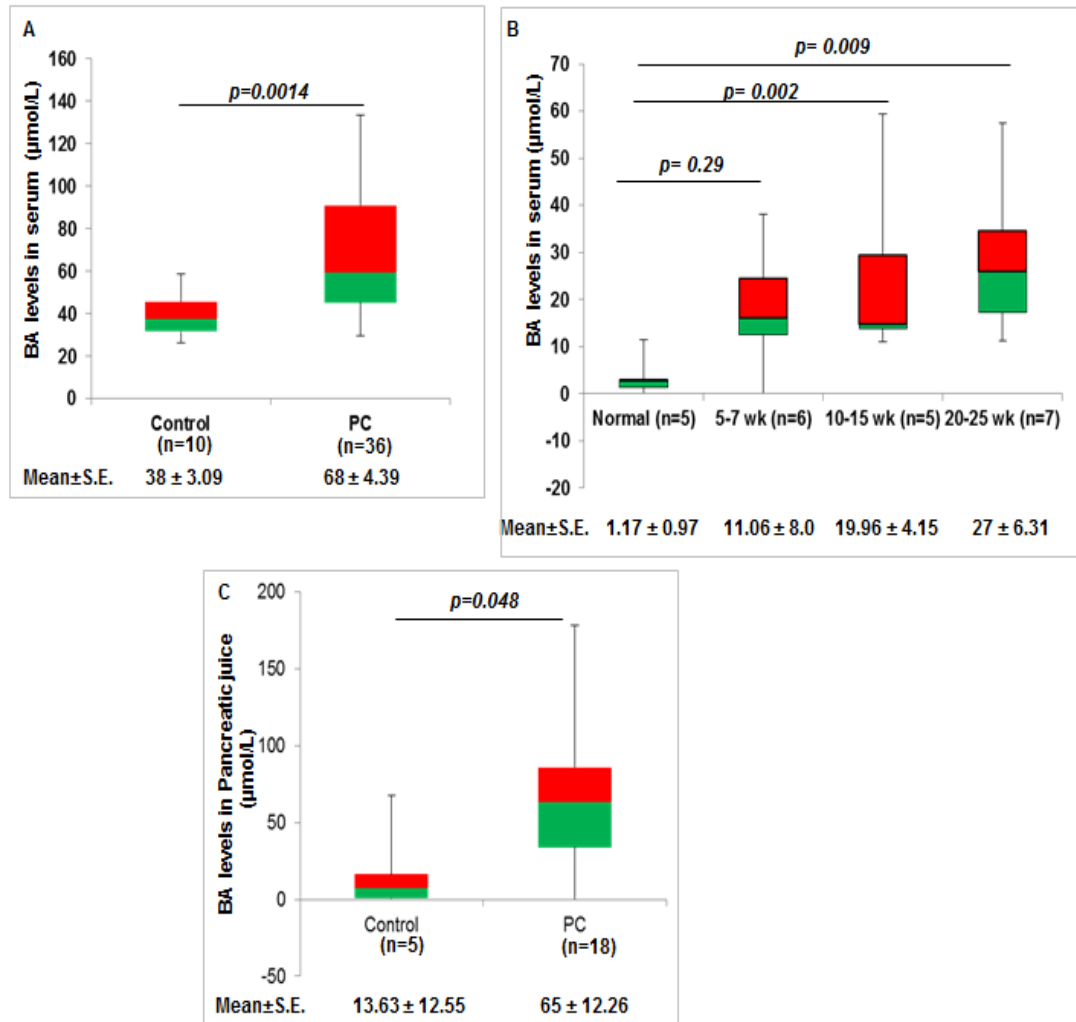 A
BA levels in serum (µmol/L)
160
140
120
100
80
60
40
20
0
p=0.0014
Control
(n=10)
PC
(n=36)
Mean±S.E. 38 ± 3.09 68 ± 4.39
B
BA levels in serum (µmol/L)
70
60
50
40
30
20
10
0
-10
-20
p= 0.009
p= 0.002
p= 0.29
Normal (n=5) 5-7 wk (n=6) 10-15 wk (n=5) 20-25 wk (n=7)
Mean±S.E. 1.17 ± 0.97 11.06 ± 8.0 19.96 ± 4.15 27 ± 6.31
C
BA levels in Pancreatic juice
(µmol/L)
200
150
100
50
0
-50
p=0.048
Control
(n=5)
PC
(n=18)
Mean±S.E. 13.63 ± 12.55 65 ± 12.26